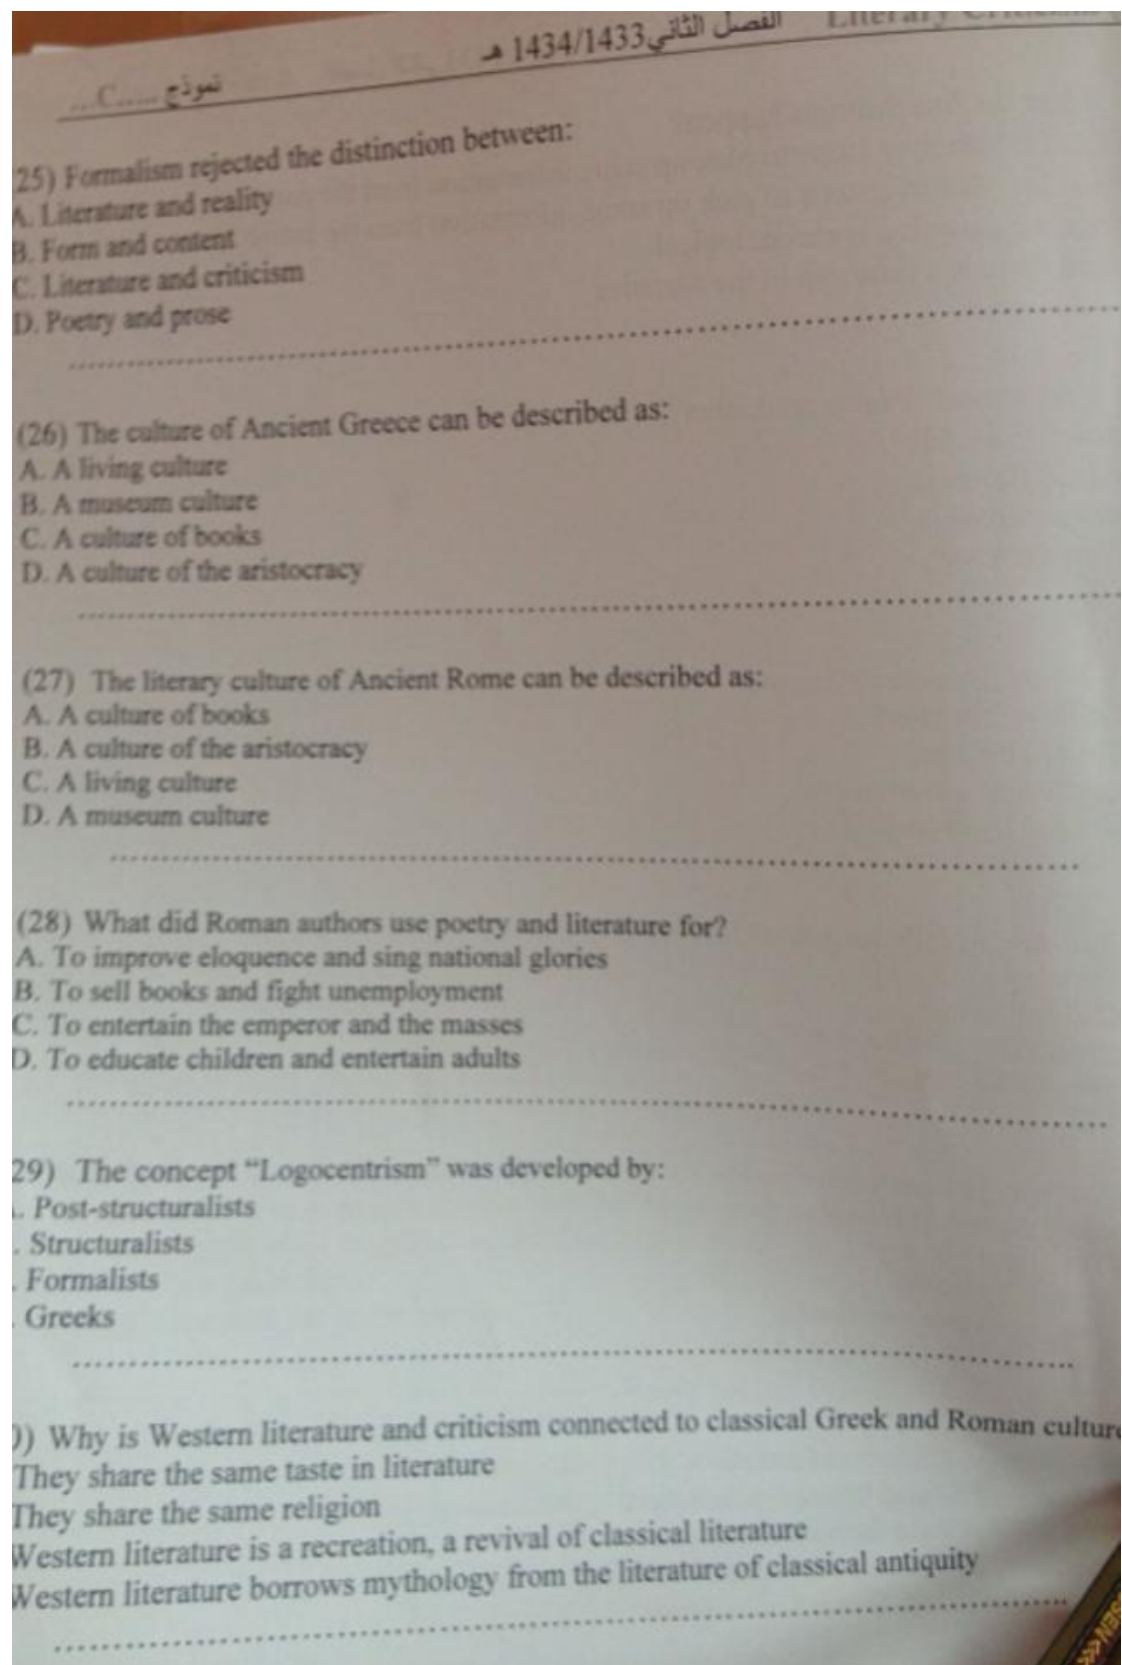 Literary Criticism
الفصل الثاني1434/1433 هـ
نموذج .....C...
25) Formalism rejected the distinction between:
A. Literature and reality
B. Form and content
C. Literature and criticism
D. Poetry and prose
(26) The culture of Ancient Greece can be described as:
A. A living culture
B. A museum culture
C. A culture of books
D. A culture of the aristocracy
(27) The literary culture of Ancient Rome can be described as:
A. A culture of books
B. A culture of the aristocracy
C. A living culture
D. A museum culture
(28) What did Roman authors use poetry and literature for?
A. To improve eloquence and sing national glories
B. To sell books and fight unemployment
C. To entertain the emperor and the masses
D. To educate children and entertain adults
29) The concept “Logocentrism” was developed by:
. Post-structuralists
. Structuralists
. Formalists
. Greeks
) Why is Western literature and criticism connected to classical Greek and Roman culture
They share the same taste in literature
They share the same religion
Western literature is a recreation, a revival of classical literature
Western literature borrows mythology from the literature of classical antiquity